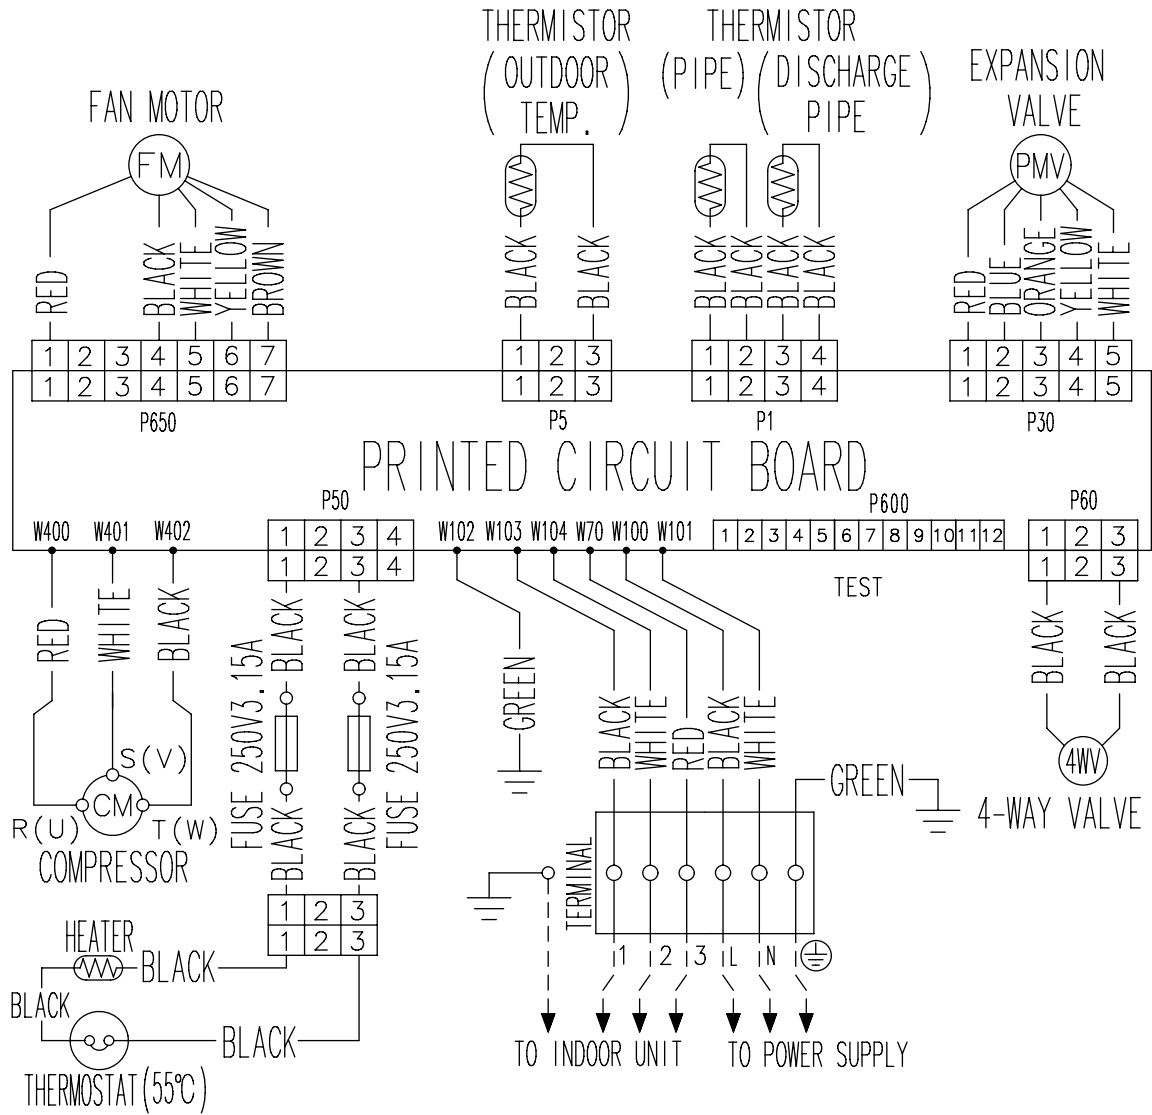 THERMISTOR
(OUTDOOR TEMP.)
THERMISTOR
(PIPE) (DISCHARGE PIPE)
EXPANSION
VALVE
FAN MOTOR
FM
PMV
RED
BLACK
WHITE
YELLOW
BROWN
BLACK
BLACK
BLACK
BLACK
BLACK
BLACK
RED
BLUE
ORANGE
YELLOW
WHITE
1 2 3 4 5 6 7
1 2 3 4 5 6 7
P650
1 2 3
1 2 3
P5
1 2 3 4
1 2 3 4
P1
1 2 3 4 5
1 2 3 4 5
P30
PRINTED CIRCUIT BOARD
W400 W401 W402
P50
1 2 3 4
1 2 3 4
W102 W103 W104 W70 W100 W101
P600
1 2 3 4 5 6 7 8 9 10 11 12
TEST
P60
1 2 3
1 2 3
RED
WHITE
BLACK
BLACK
BLACK
FUSE 250V3.15A
FUSE 250V3.15A
BLACK
BLACK
GREEN
BLACK
WHITE
RED
BLACK
WHITE
BLACK
BLACK
4WV
4-WAY VALVE
GREEN
S(V)
CM
R(U)
T(W)
COMPRESSOR
TERMINAL
1 2 3
1 2 3
1 2 3 L N
HEATER
BLACK
BLACK
BLACK
THERMOSTAT(55℃)
TO INDOOR UNIT
TO POWER SUPPLY